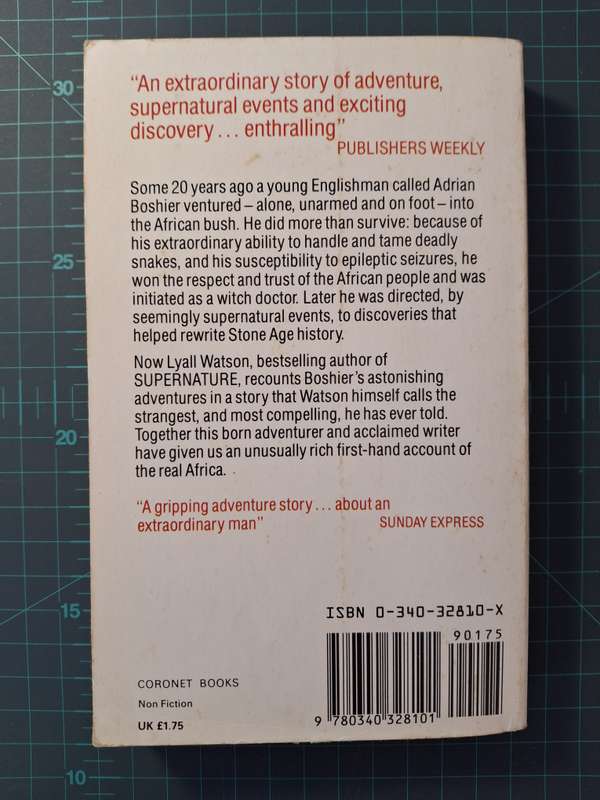 30
25
20
15
10
“An extraordinary story of adventure,
supernatural events and exciting
discovery ... enthralling”
PUBLISHERS WEEKLY
Some 20 years ago a young Englishman called Adrian
Boshier ventured – alone, unarmed and on foot – into
the African bush. He did more than survive: because of
his extraordinary ability to handle and tame deadly
snakes, and his susceptibility to epileptic seizures, he
won the respect and trust of the African people and was
initiated as a witch doctor. Later he was directed, by
seemingly supernatural events, to discoveries that
helped rewrite Stone Age history.
Now Lyall Watson, bestselling author of
SUPERNATURE, recounts Boshier’s astonishing
adventures in a story that Watson himself calls the
strangest, and most compelling, he has ever told.
Together this born adventurer and acclaimed writer
have given us an unusually rich first-hand account of
the real Africa.
“A gripping adventure story ... about an
extraordinary man” SUNDAY EXPRESS
ISBN 0-340-32810-X
90175
9 780340 328101
CORONET BOOKS
Non Fiction
UK £1.75